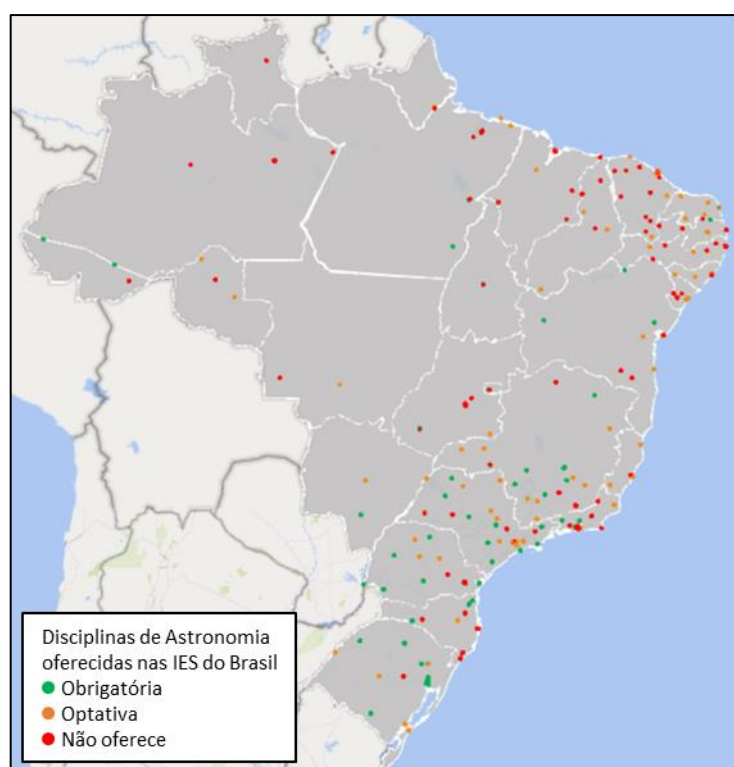 Disciplinas de Astronomia
oferecidas nas IES do Brasil
Obrigatória
Optativa
Não oferece